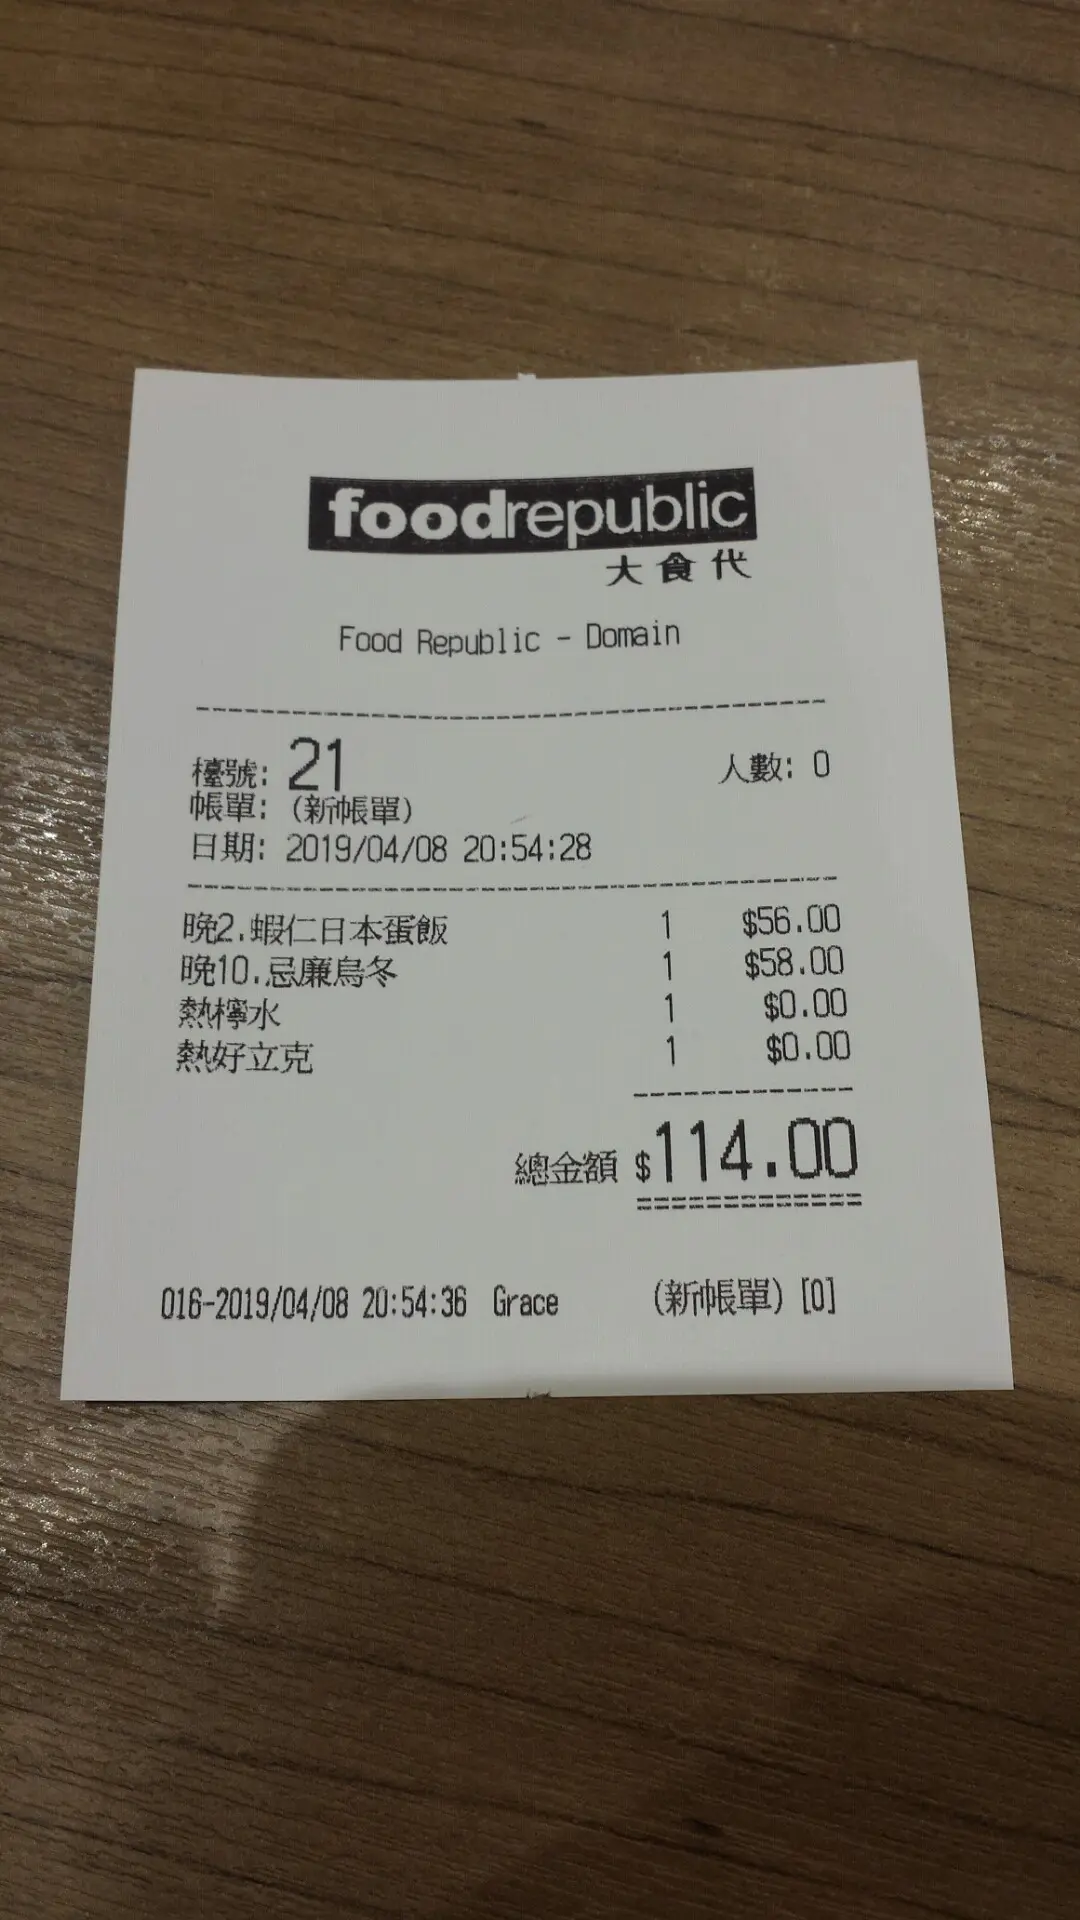 foodrepublic
大食代
Food Republic - Domain
檯號: 21 人數: 0
帳單: (新帳單)
日期: 2019/04/08 20:54:28
晚2.蝦仁日本蛋飯 1 $56.00
晚10.忌廉烏冬 1 $58.00
熱檸水 1 $0.00
熱好立克 1 $0.00
總金額 $114.00
016-2019/04/08 20:54:36 Grace (新帳單) [0]